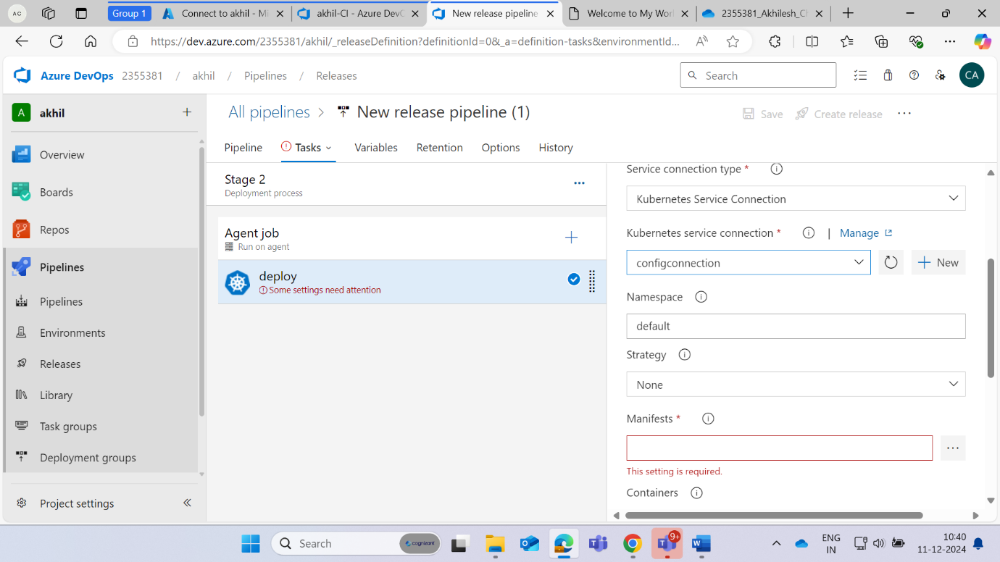 AC
Group 1
Connect to akhil - Mi
akhil-CI - Azure DevO
New release pipeline
Welcome to My Wor
2355381_Akhilesh_Ch
https://dev.azure.com/2355381/akhil/_releaseDefinition?definitionId=0&_a=definition-tasks&environmentId...
Azure DevOps 2355381 / akhil / Pipelines / Releases
Search
CA
A akhil
All pipelines > New release pipeline (1)
Save Create release
Overview
Boards
Repos
Pipelines
Pipelines
Environments
Releases
Library
Task groups
Deployment groups
Project settings
Pipeline Tasks Variables Retention Options History
Stage 2
Deployment process
Agent job
Run on agent
deploy
Some settings need attention
Service connection type *
Kubernetes Service Connection
Kubernetes service connection * | Manage
configconnection
New
Namespace
default
Strategy
None
Manifests *
This setting is required.
Containers
Search
cognizant
9+
ENG
IN
10:40
11-12-2024